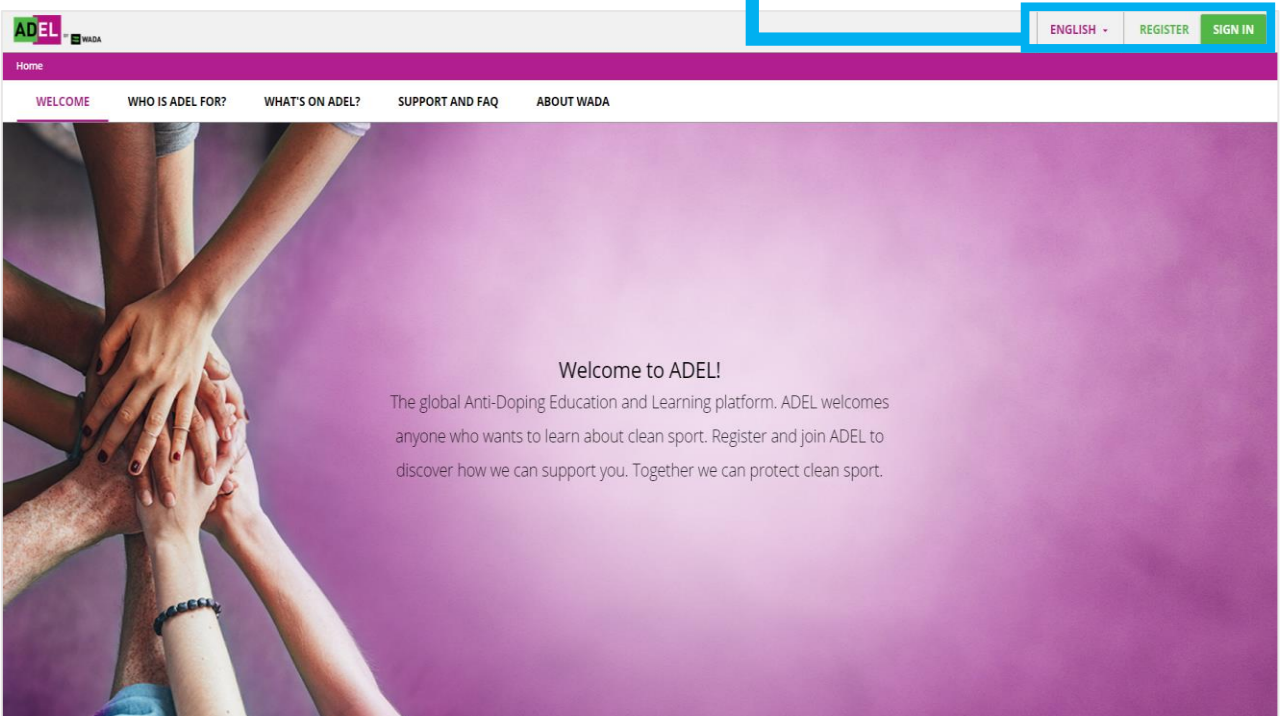 ADEL BY WADA
ENGLISH REGISTER SIGN IN
Home
WELCOME WHO IS ADEL FOR? WHAT'S ON ADEL? SUPPORT AND FAQ ABOUT WADA
Welcome to ADEL!
The global Anti-Doping Education and Learning platform. ADEL welcomes
anyone who wants to learn about clean sport. Register and join ADEL to
discover how we can support you. Together we can protect clean sport.